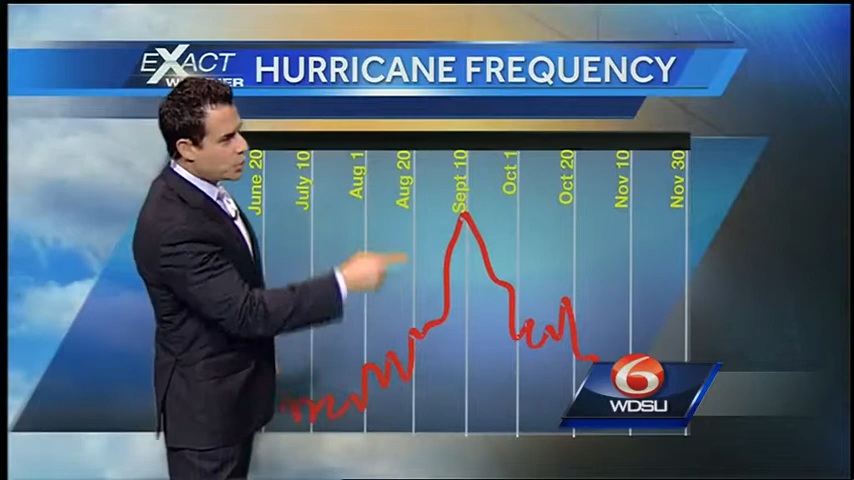 EXACT
WEATHER
HURRICANE FREQUENCY
June 20
July 10
Aug 1
Aug 20
Sept 10
Oct 1
Oct 20
Nov 10
Nov 30
6
WDSU